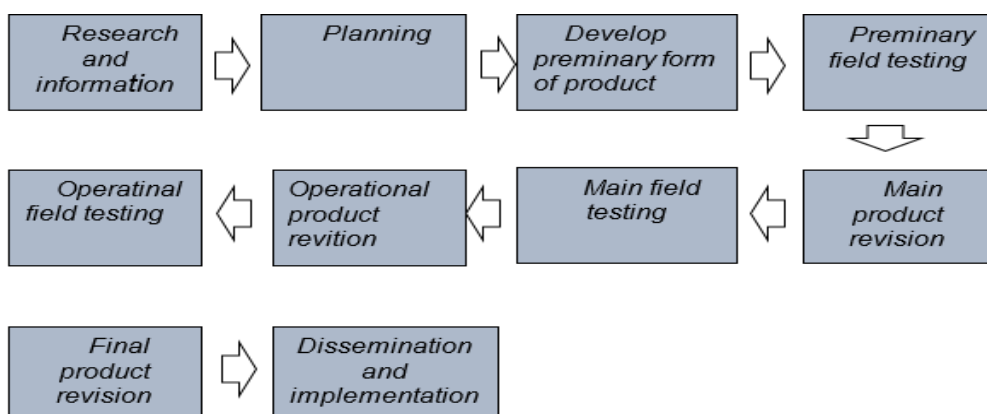 Research
and
information
Planning
Develop
preminary form
of product
Preminary
field testing
Main
product
revision
Main field
testing
Operational
product
revition
Operatinal
field testing
Final
product
revision
Dissemination
and
implementation